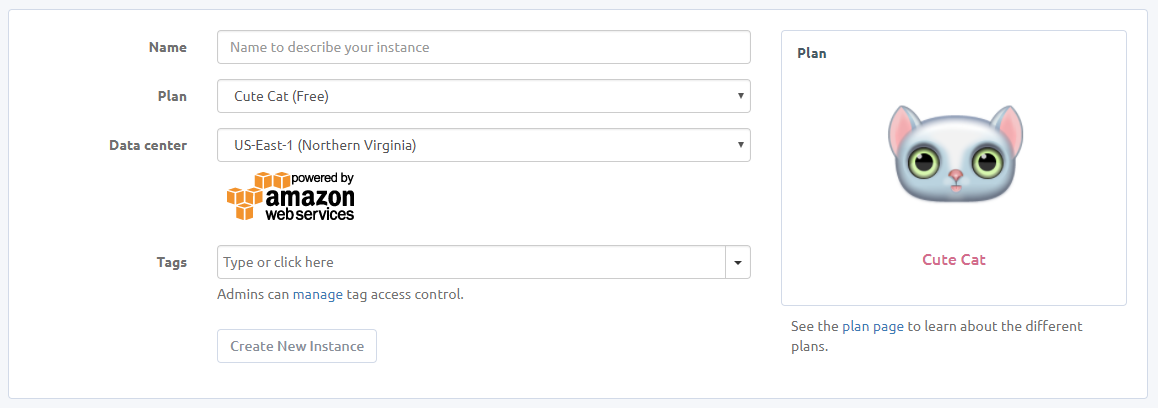 Name
Name to describe your instance
Plan
Cute Cat (Free)
Data center
US-East-1 (Northern Virginia)
powered by
amazon
web services
Tags
Type or click here
Admins can manage tag access control.
Create New Instance
Plan
Cute Cat
See the plan page to learn about the different
plans.